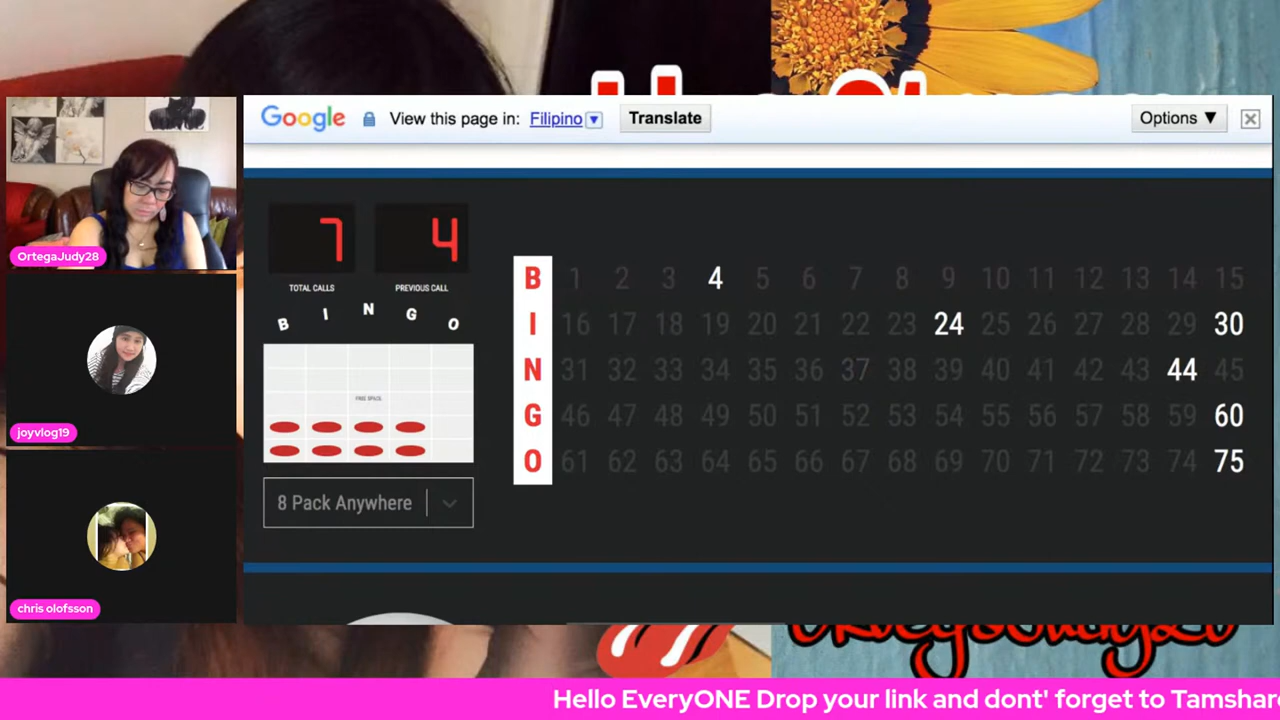 Google View this page in: Filipino Translate Options ▼
7 4
TOTAL CALLS PREVIOUS CALL
B I N G O
FREE SPACE
8 Pack Anywhere
B 1 2 3 4 5 6 7 8 9 10 11 12 13 14 15
I 16 17 18 19 20 21 22 23 24 25 26 27 28 29 30
N 31 32 33 34 35 36 37 38 39 40 41 42 43 44 45
G 46 47 48 49 50 51 52 53 54 55 56 57 58 59 60
O 61 62 63 64 65 66 67 68 69 70 71 72 73 74 75
OrtegaJudy28
joyvlog19
chris olofsson
Hello EveryONE Drop your link and dont' forget to Tamshar